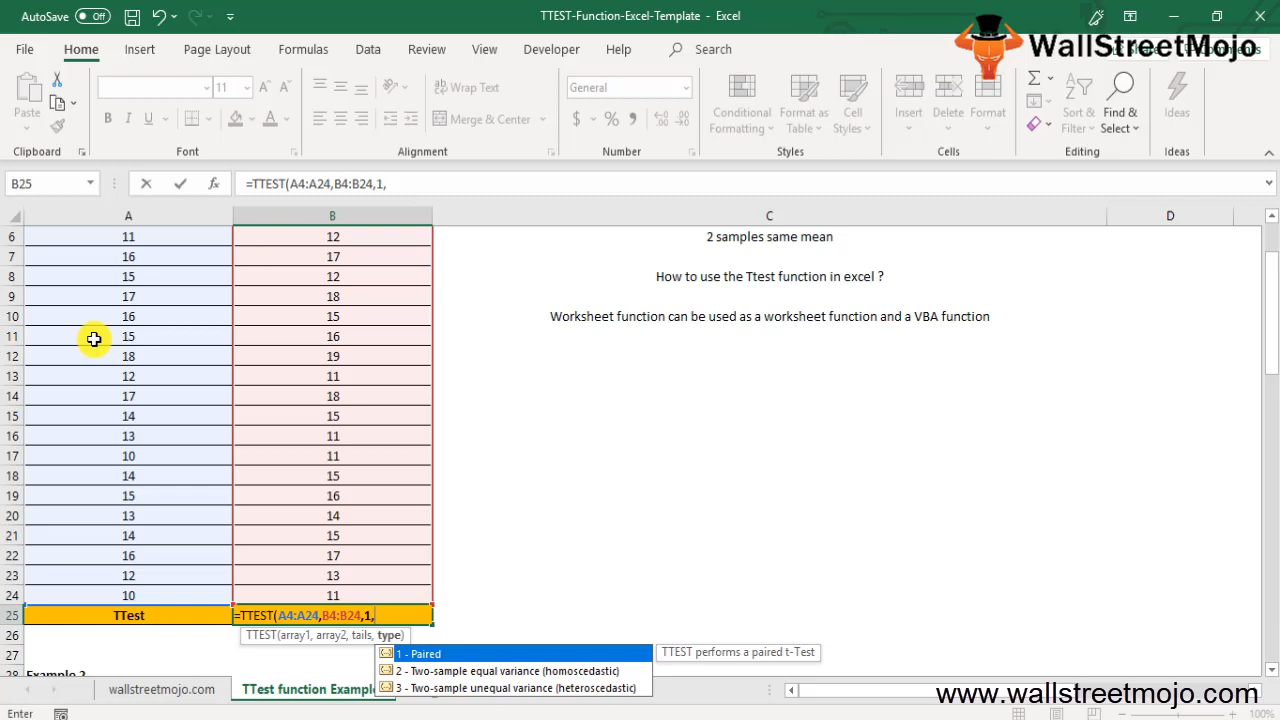 AutoSave Off TTEST-Function-Excel-Template - Excel
File Home Insert Page Layout Formulas Data Review View Developer Help Search
WallStreetMojo
Paste
11
Wrap Text
General
Merge & Center
Conditional Formatting
Format as Table
Cell Styles
Insert
Delete
Format
Sort & Filter
Find & Select
Ideas
Clipboard Font Alignment Number Styles Cells Editing Ideas
B25 fx =TTEST(A4:A24,B4:B24,1,
A B C D
6 11 12 2 samples same mean
7 16 17
8 15 12 How to use the Ttest function in excel ?
9 17 18
10 16 15 Worksheet function can be used as a worksheet function and a VBA function
11 15 16
12 18 19
13 12 11
14 17 18
15 14 15
16 13 11
17 10 11
18 14 15
19 15 16
20 13 14
21 14 15
22 16 17
23 12 13
24 10 11
25 TTest =TTEST(A4:A24,B4:B24,1,
26 TTEST(array1, array2, tails, type)
27 1 - Paired TTEST performs a paired t-Test
28 Example 2 2 - Two-sample equal variance (homoscedastic)
3 - Two-sample unequal variance (heteroscedastic)
wallstreetmojo.com TTest function Example
www.wallstreetmojo.com
Enter 100%